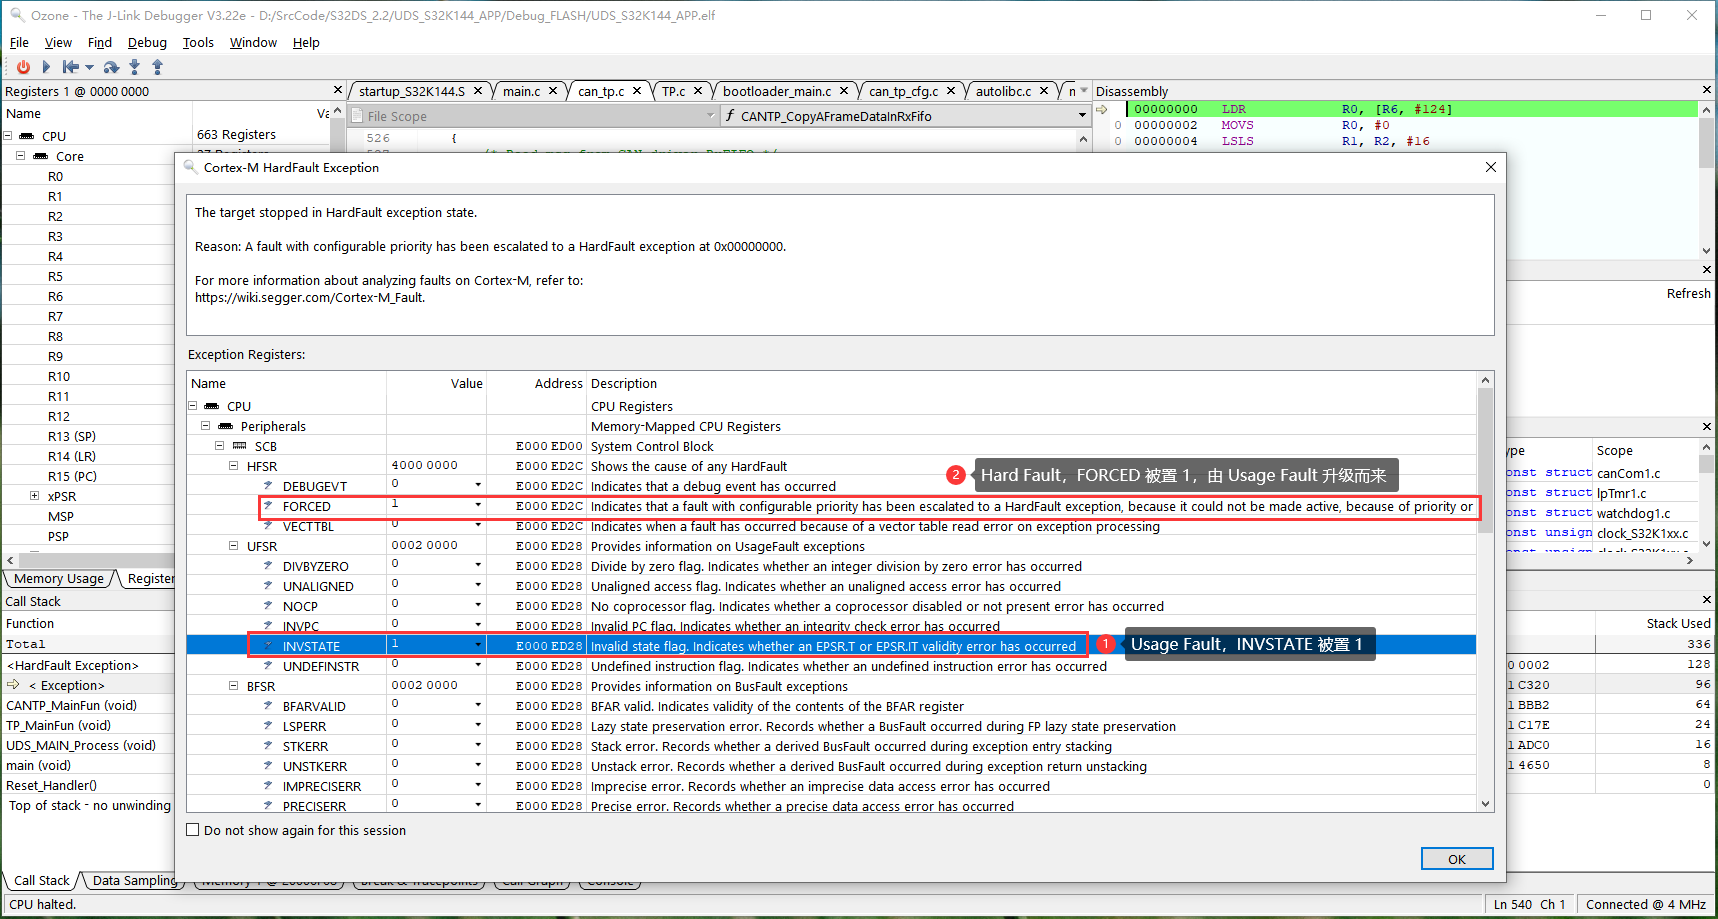 Ozone - The J-Link Debugger V3.22e - D:/SrcCode/S32DS_2.2/UDS_S32K144_APP/Debug_FLASH/UDS_S32K144_APP.elf
File View Find Debug Tools Window Help
Registers 1 @ 0000 0000
startup_S32K144.S main.c can_tp.c TP.c bootloader_main.c can_tp_cfg.c autolibc.c
Disassembly
Name
CPU 663 Registers
Core
R0
R1
R2
R3
R4
R5
R6
R7
R8
R9
R10
R11
R12
R13 (SP)
R14 (LR)
R15 (PC)
xPSR
MSP
PSP
File Scope
CANTP_CopyAFrameDataInRxFifo
526 {
00000000 LDR R0, [R6, #124]
0 00000002 MOVS R0, #0
0 00000004 LSLS R1, R2, #16
Refresh
Cortex-M HardFault Exception
The target stopped in HardFault exception state.
Reason: A fault with configurable priority has been escalated to a HardFault exception at 0x00000000.
For more information about analyzing faults on Cortex-M, refer to:
https://wiki.segger.com/Cortex-M_Fault.
Exception Registers:
Name Value Address Description
CPU CPU Registers
Peripherals Memory-Mapped CPU Registers
SCB E000 ED00 System Control Block
HFSR 4000 0000 E000 ED2C Shows the cause of any HardFault
DEBUGEVT 0 E000 ED2C Indicates that a debug event has occurred
2 Hard Fault，FORCED 被置 1，由 Usage Fault 升级而来
FORCED 1 E000 ED2C Indicates that a fault with configurable priority has been escalated to a HardFault exception, because it could not be made active, because of priority or
VECTTBL 0 E000 ED2C Indicates when a fault has occurred because of a vector table read error on exception processing
UFSR 0002 0000 E000 ED28 Provides information on UsageFault exceptions
DIVBYZERO 0 E000 ED28 Divide by zero flag. Indicates whether an integer division by zero error has occurred
UNALIGNED 0 E000 ED28 Unaligned access flag. Indicates whether an unaligned access error has occurred
NOCP 0 E000 ED28 No coprocessor flag. Indicates whether a coprocessor disabled or not present error has occurred
INVPC 0 E000 ED28 Invalid PC flag. Indicates whether an integrity check error has occurred
INVSTATE 1 E000 ED28 Invalid state flag. Indicates whether an EPSR.T or EPSR.IT validity error has occurred
1 Usage Fault，INVSTATE 被置 1
UNDEFINSTR 0 E000 ED28 Undefined instruction flag. Indicates whether an undefined instruction error has occurred
BFSR 0002 0000 E000 ED28 Provides information on BusFault exceptions
BFARVALID 0 E000 ED28 BFAR valid. Indicates validity of the contents of the BFAR register
LSPERR 0 E000 ED28 Lazy state preservation error. Records whether a BusFault occurred during FP lazy state preservation
STKERR 0 E000 ED28 Stack error. Records whether a derived BusFault occurred during exception entry stacking
UNSTKERR 0 E000 ED28 Unstack error. Records whether a derived BusFault occurred during exception return unstacking
IMPRECISERR 0 E000 ED28 Imprecise error. Records whether an imprecise data access error has occurred
PRECISERR 0 E000 ED28 Precise error. Records whether a precise data access error has occurred
Do not show again for this session
OK
Scope
canCom1.c
lpTmr1.c
watchdog1.c
clock_S32K1xx.c
Memory Usage
Call Stack
Function
Total
<HardFault Exception>
< Exception>
CANTP_MainFun (void)
TP_MainFun (void)
UDS_MAIN_Process (void)
main (void)
Reset_Handler()
Top of stack - no unwinding
Stack Used
336
0 0002 128
1 C320 96
1 BBB2 64
1 C17E 24
1 ADC0 16
1 4650 8
0
Call Stack Data Sampling
CPU halted.
Ln 540 Ch 1 Connected @ 4 MHz